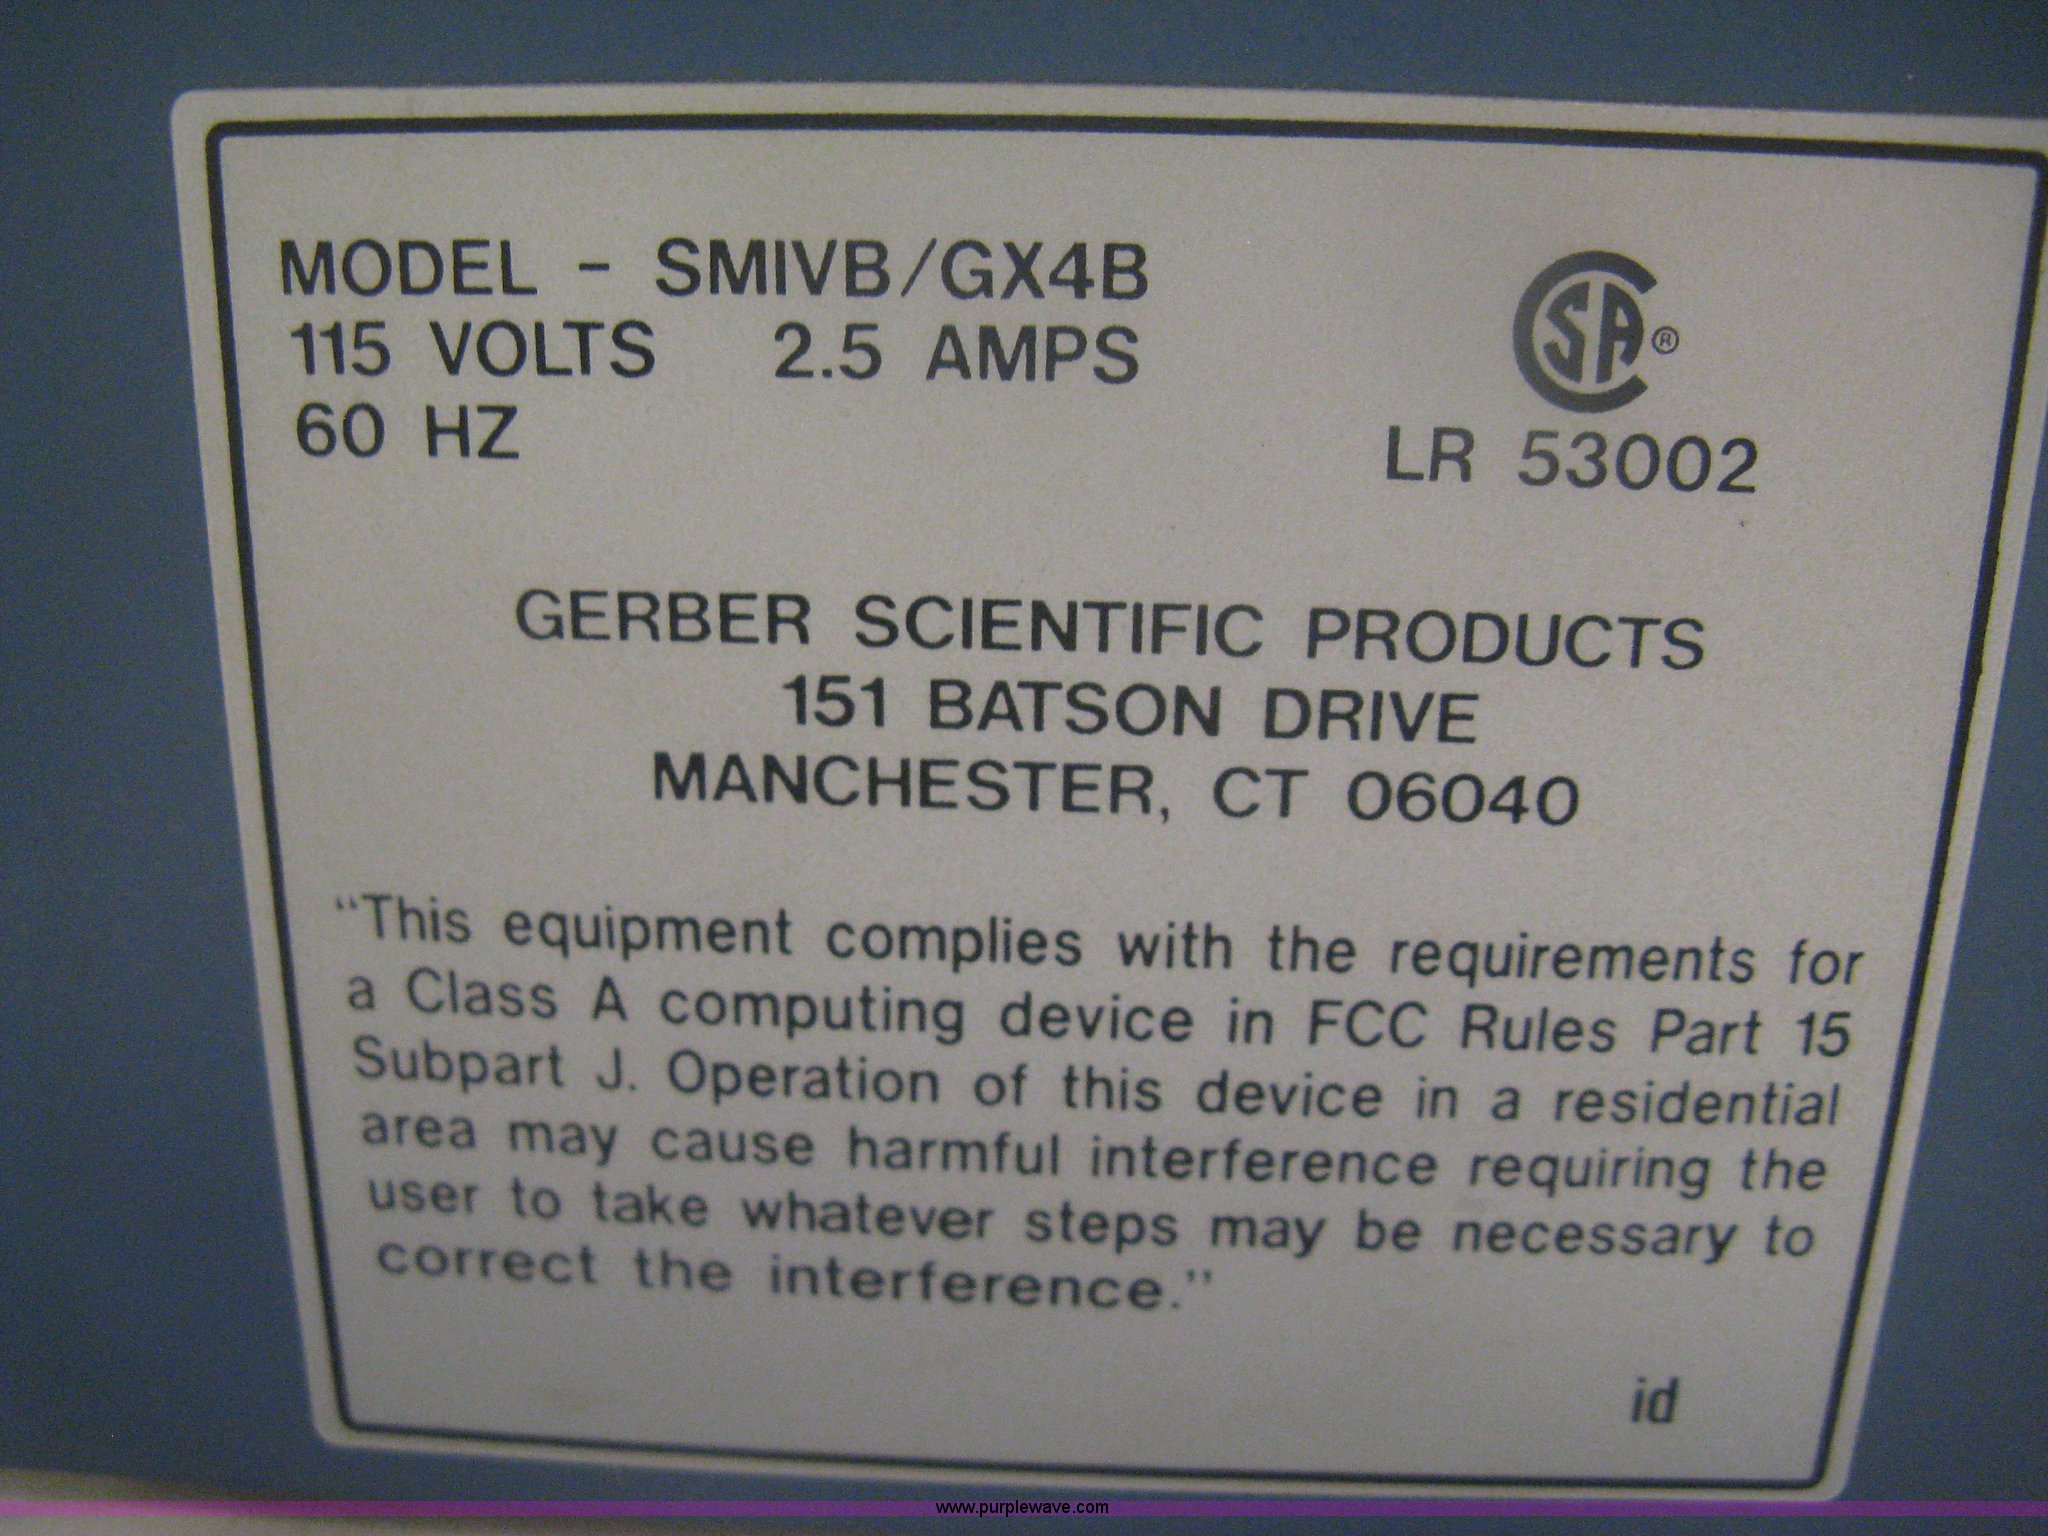 MODEL - SMIVB/GX4B
115 VOLTS 2.5 AMPS
60 HZ
CSA®
LR 53002
GERBER SCIENTIFIC PRODUCTS
151 BATSON DRIVE
MANCHESTER, CT 06040
“This equipment complies with the requirements for
a Class A computing device in FCC Rules Part 15
Subpart J. Operation of this device in a residential
area may cause harmful interference requiring the
user to take whatever steps may be necessary to
correct the interference.”
id
www.purplewave.com